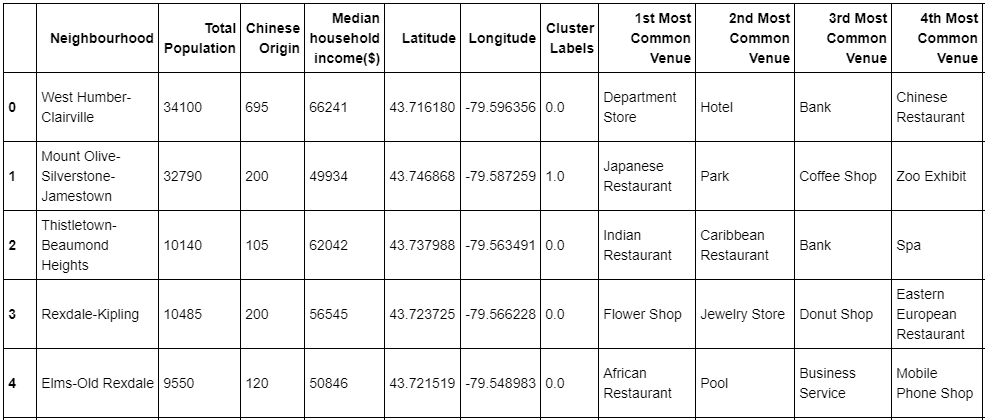 Neighbourhood Total Population Chinese Origin Median household income($) Latitude Longitude Cluster Labels 1st Most Common Venue 2nd Most Common Venue 3rd Most Common Venue 4th Most Common Venue
0 West Humber-Clairville 34100 695 66241 43.716180 -79.596356 0.0 Department Store Hotel Bank Chinese Restaurant
1 Mount Olive-Silverstone-Jamestown 32790 200 49934 43.746868 -79.587259 1.0 Japanese Restaurant Park Coffee Shop Zoo Exhibit
2 Thistletown-Beaumond Heights 10140 105 62042 43.737988 -79.563491 0.0 Indian Restaurant Caribbean Restaurant Bank Spa
3 Rexdale-Kipling 10485 200 56545 43.723725 -79.566228 0.0 Flower Shop Jewelry Store Donut Shop Eastern European Restaurant
4 Elms-Old Rexdale 9550 120 50846 43.721519 -79.548983 0.0 African Restaurant Pool Business Service Mobile Phone Shop